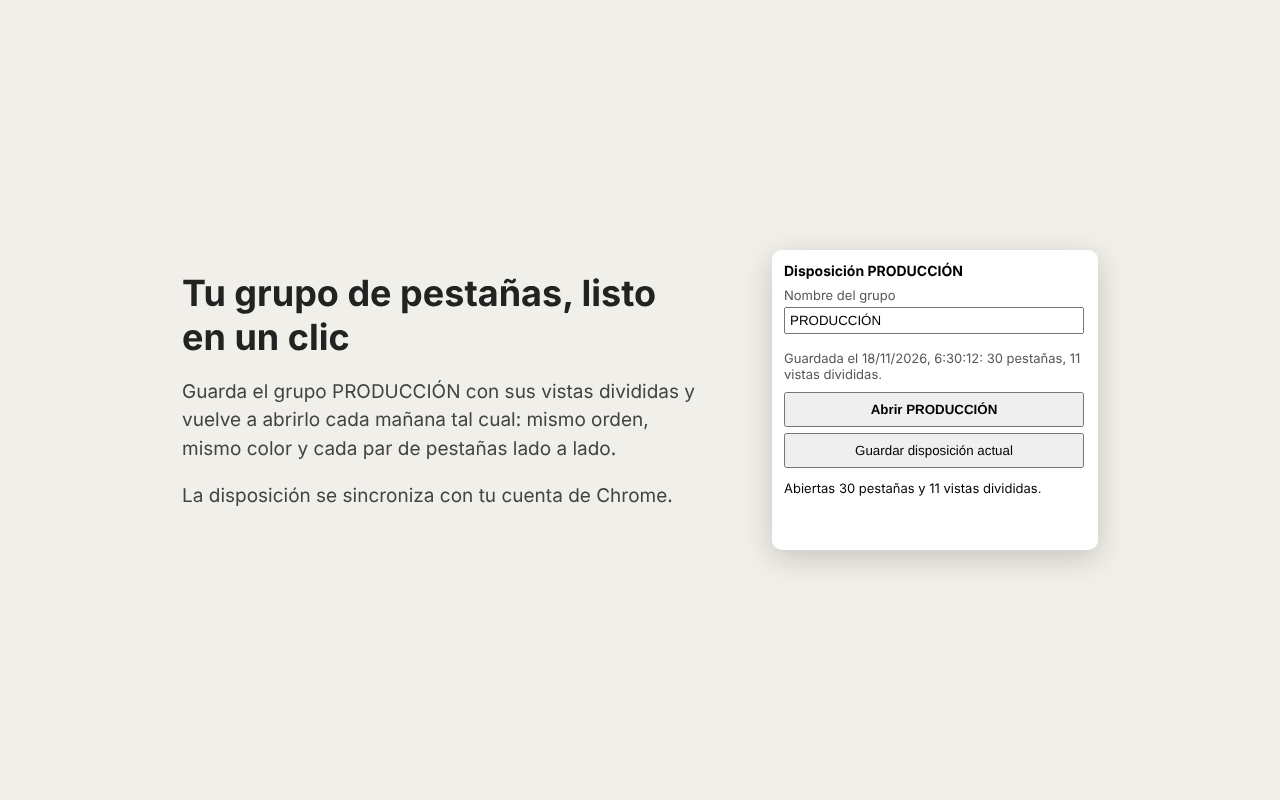 Tu grupo de pestañas, listo
en un clic
Guarda el grupo PRODUCCIÓN con sus vistas divididas y
vuelve a abrirlo cada mañana tal cual: mismo orden,
mismo color y cada par de pestañas lado a lado.
La disposición se sincroniza con tu cuenta de Chrome.
Disposición PRODUCCIÓN
Nombre del grupo
PRODUCCIÓN
Guardada el 18/11/2026, 6:30:12: 30 pestañas, 11
vistas divididas.
Abrir PRODUCCIÓN
Guardar disposición actual
Abiertas 30 pestañas y 11 vistas divididas.